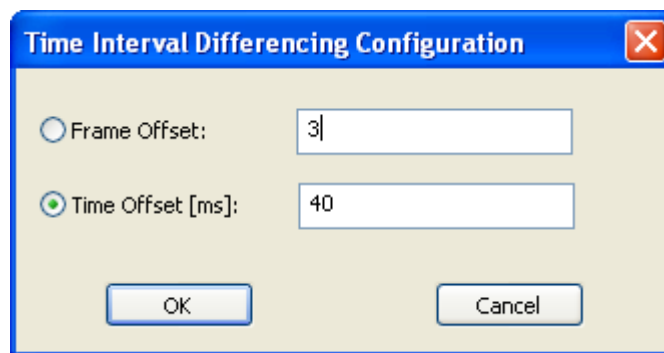 Time Interval Differencing Configuration
Frame Offset: 3
Time Offset [ms]: 40
OK Cancel